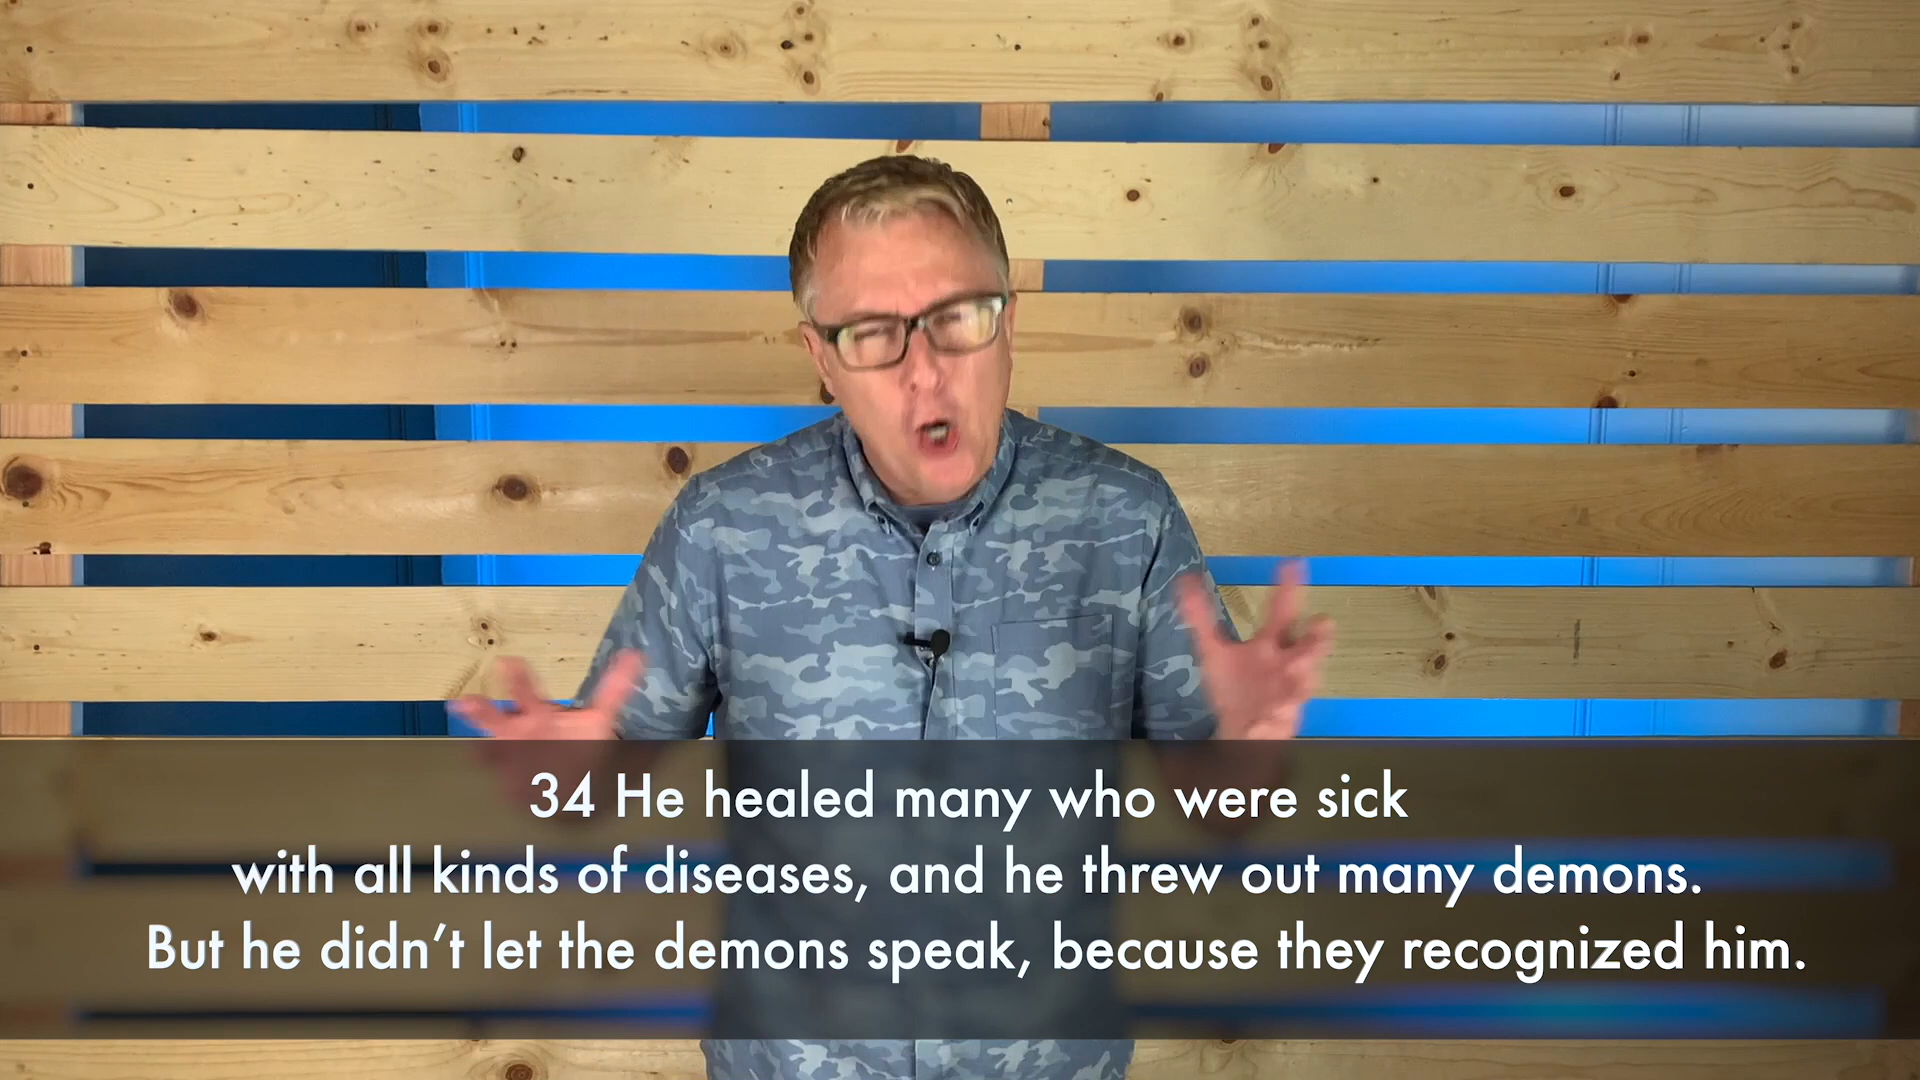 34 He healed many who were sick
with all kinds of diseases, and he threw out many demons.
But he didn’t let the demons speak, because they recognized him.